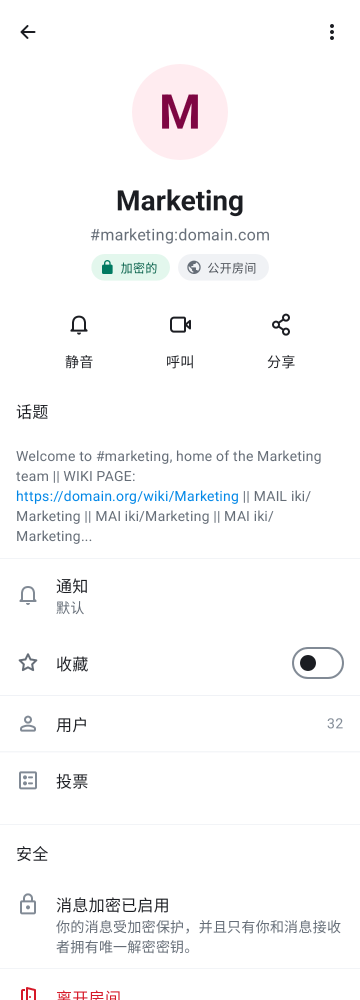 M
Marketing
#marketing:domain.com
加密的 公开房间
静音 呼叫 分享
话题
Welcome to #marketing, home of the Marketing
team || WIKI PAGE:
https://domain.org/wiki/Marketing || MAIL iki/
Marketing || MAI iki/Marketing || MAI iki/
Marketing...
通知
默认
收藏
用户 32
投票
安全
消息加密已启用
你的消息受加密保护，并且只有你和消息接收
者拥有唯一解密密钥。
离开房间